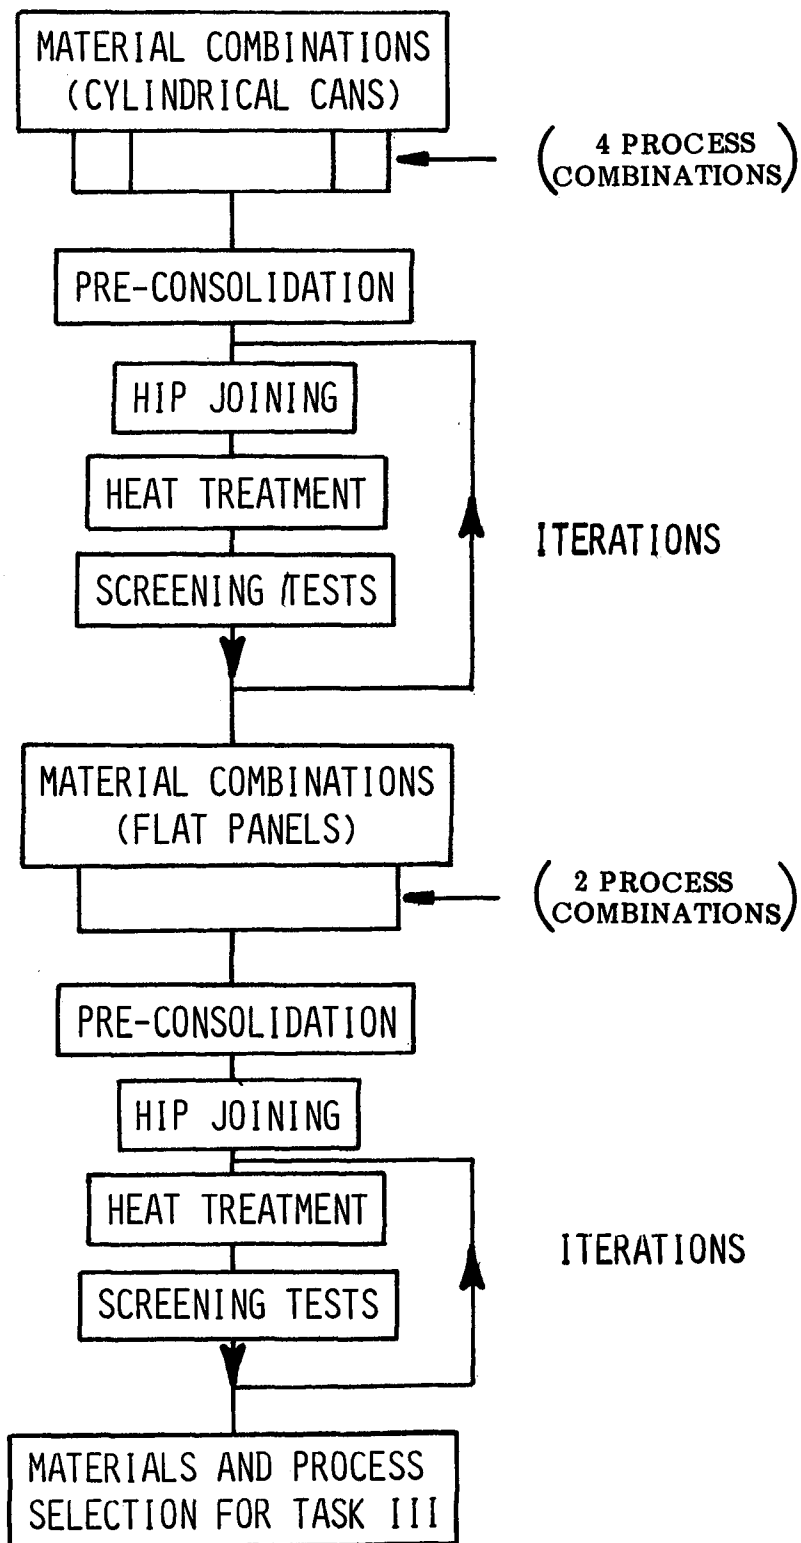 MATERIAL COMBINATIONS
(CYLINDRICAL CANS)
(4 PROCESS
COMBINATIONS)
PRE-CONSOLIDATION
HIP JOINING
HEAT TREATMENT
SCREENING TESTS
ITERATIONS
MATERIAL COMBINATIONS
(FLAT PANELS)
(2 PROCESS
COMBINATIONS)
PRE-CONSOLIDATION
HIP JOINING
HEAT TREATMENT
SCREENING TESTS
ITERATIONS
MATERIALS AND PROCESS
SELECTION FOR TASK III